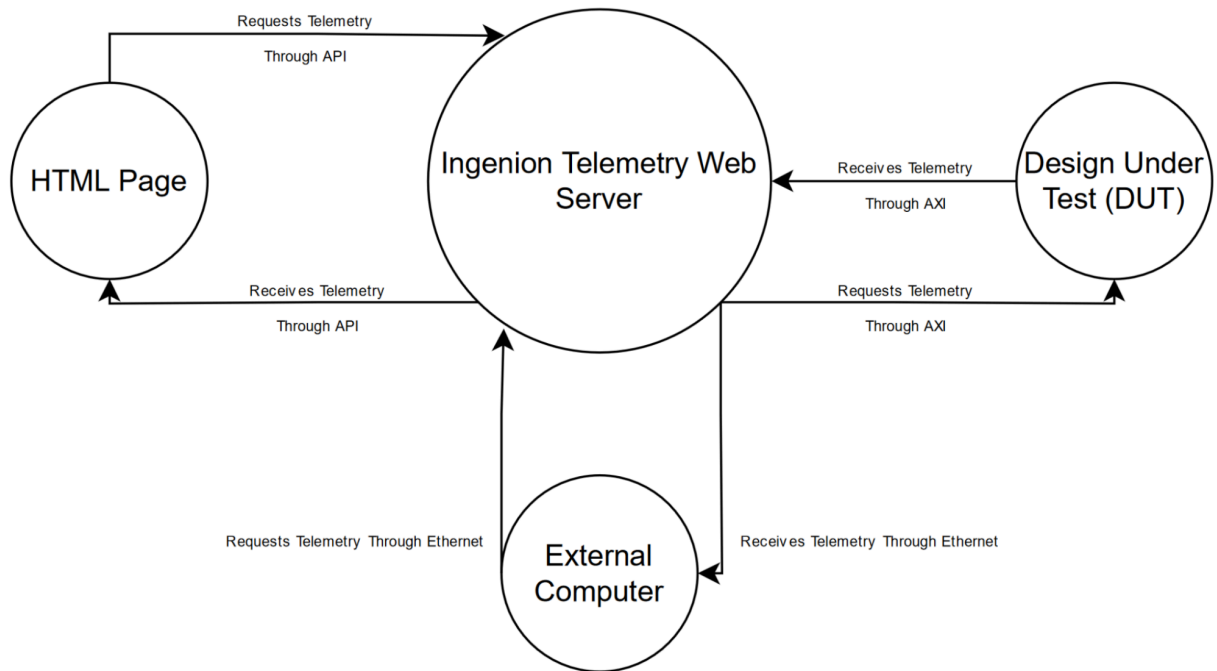 Requests Telemetry
Through API
HTML Page
Ingenion Telemetry Web
Server
Receives Telemetry
Through AXI
Design Under
Test (DUT)
Receives Telemetry
Through API
Requests Telemetry
Through AXI
Requests Telemetry Through Ethernet
External
Computer
Receives Telemetry Through Ethernet